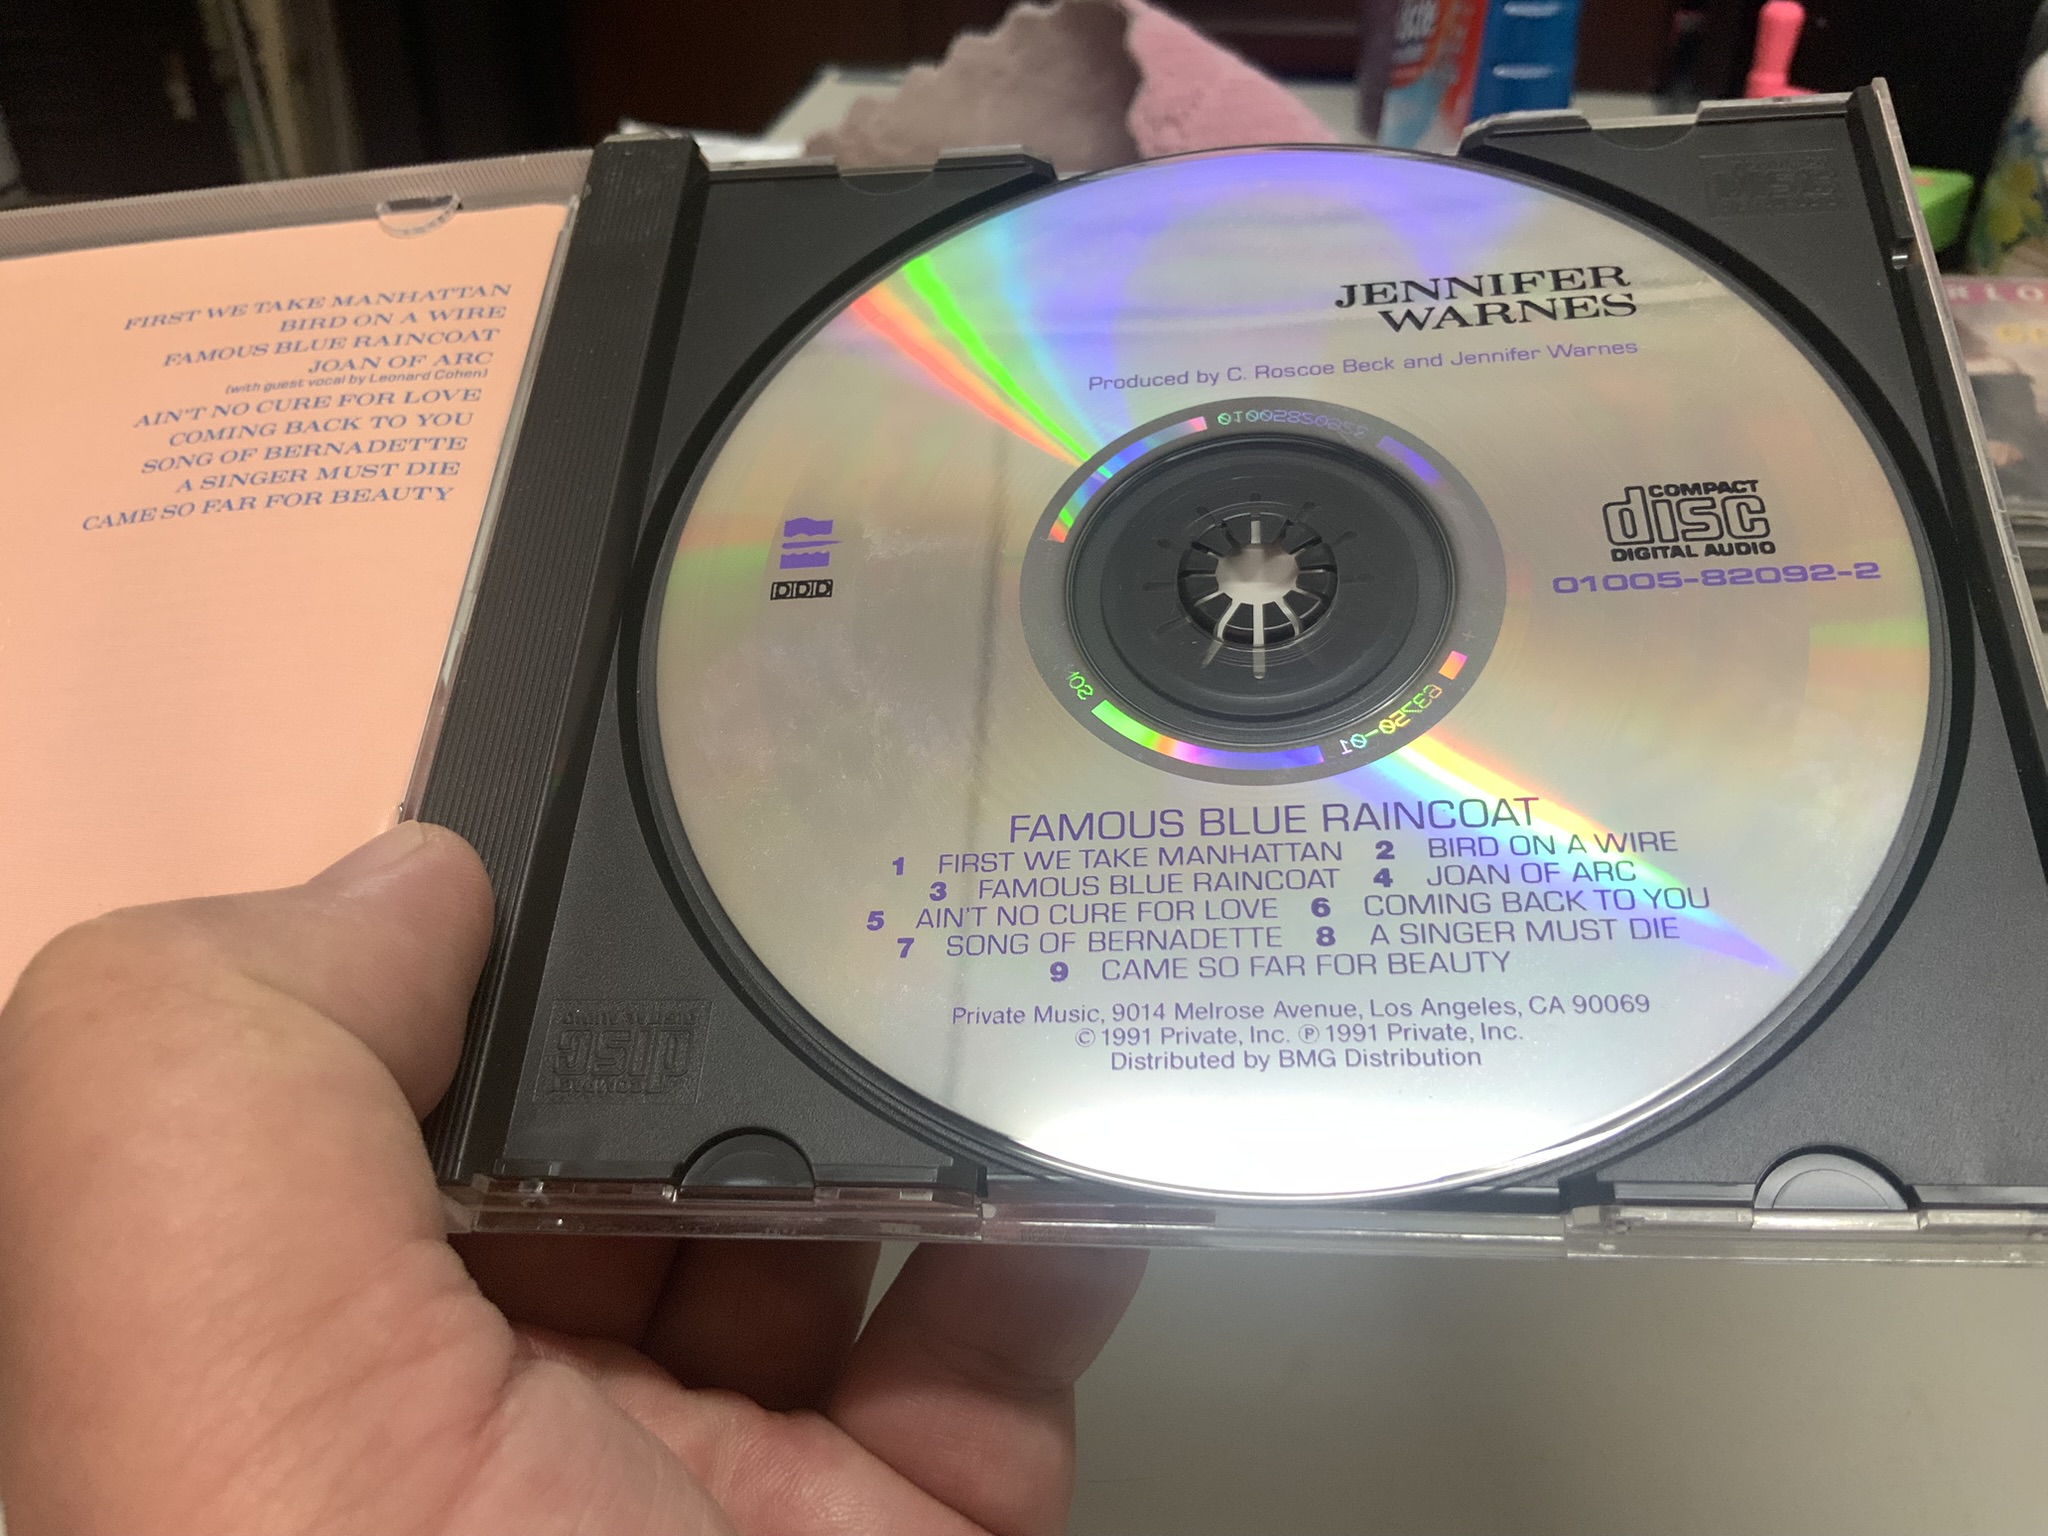 FIRST WE TAKE MANHATTAN
BIRD ON A WIRE
FAMOUS BLUE RAINCOAT
JOAN OF ARC
(with guest vocal by Leonard Cohen)
AIN'T NO CURE FOR LOVE
COMING BACK TO YOU
SONG OF BERNADETTE
A SINGER MUST DIE
CAME SO FAR FOR BEAUTY
JENNIFER
WARNES
Produced by C. Roscoe Beck and Jennifer Warnes
DDD
COMPACT
disc
DIGITAL AUDIO
01005-82092-2
FAMOUS BLUE RAINCOAT
1 FIRST WE TAKE MANHATTAN 2 BIRD ON A WIRE
3 FAMOUS BLUE RAINCOAT 4 JOAN OF ARC
5 AIN'T NO CURE FOR LOVE 6 COMING BACK TO YOU
7 SONG OF BERNADETTE 8 A SINGER MUST DIE
9 CAME SO FAR FOR BEAUTY
Private Music, 9014 Melrose Avenue, Los Angeles, CA 90069
© 1991 Private, Inc. ℗ 1991 Private, Inc.
Distributed by BMG Distribution
COMPACT
disc
DIGITAL AUDIO